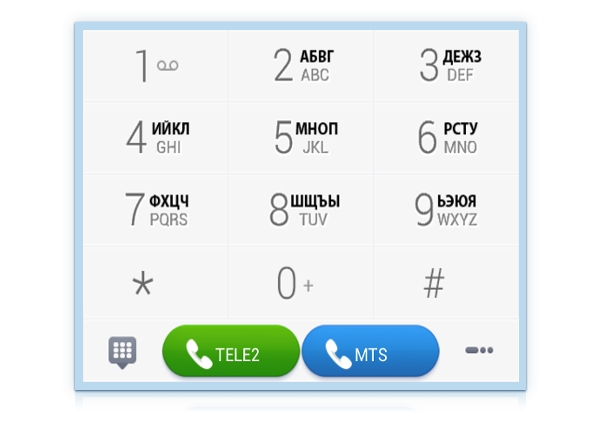 1
2 АБВГ
ABC
3 ДЕЖЗ
DEF
4 ИЙКЛ
GHI
5 МНОП
JKL
6 РСТУ
MNO
7 ФХЦЧ
PQRS
8 ШЩЪЫ
TUV
9 ЬЭЮЯ
WXYZ
*
0 +
#
TELE2
MTS